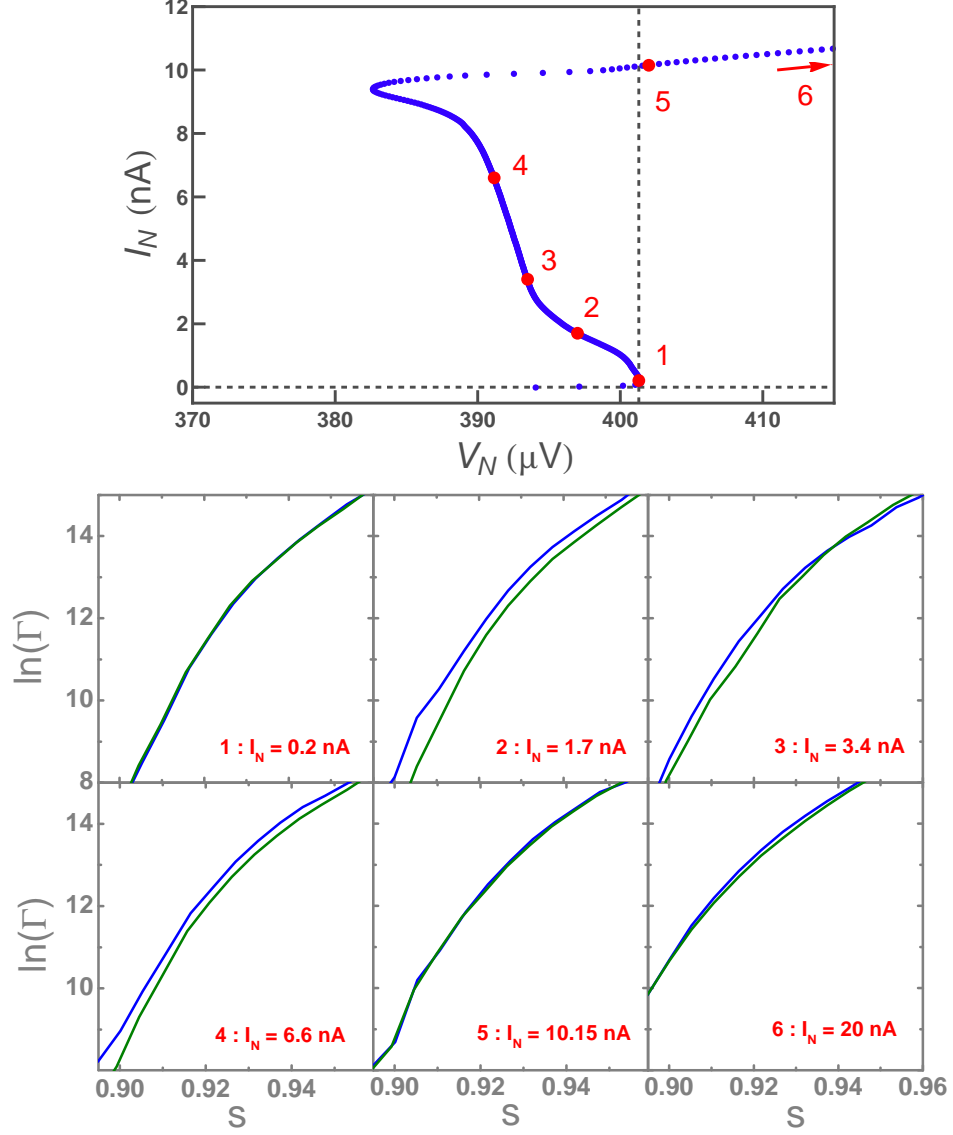 12
10
8
6
4
2
0
I_N (nA)
5
6
4
3
2
1
370 380 390 400 410
V_N (μV)
14
12
10
8
ln(Γ)
1 : I_N = 0.2 nA
2 : I_N = 1.7 nA
3 : I_N = 3.4 nA
14
12
10
ln(Γ)
4 : I_N = 6.6 nA
5 : I_N = 10.15 nA
6 : I_N = 20 nA
0.90 0.92 0.94
0.90 0.92 0.94
0.90 0.92 0.94 0.96
S
S
S